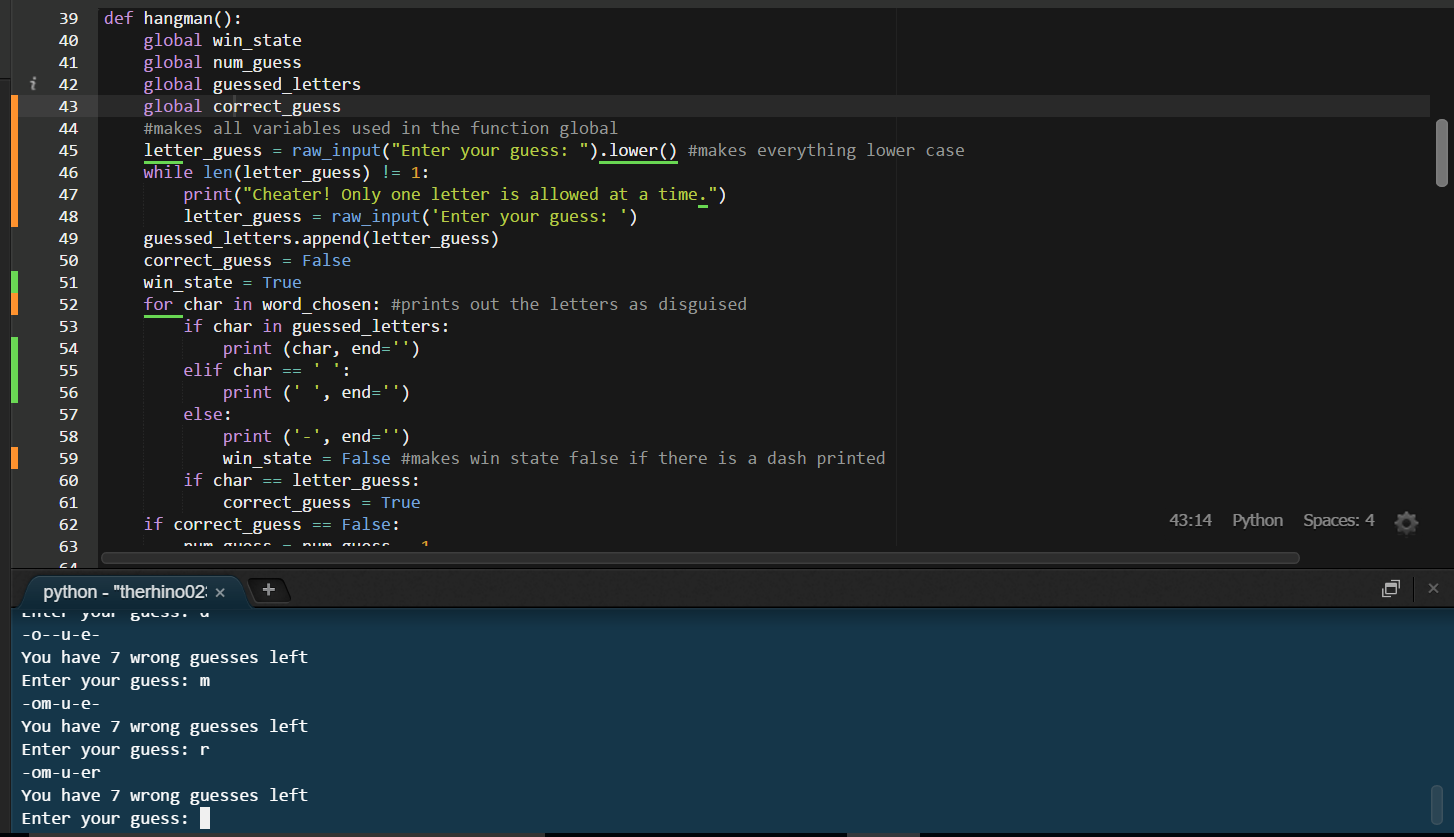 39 def hangman():
40 global win_state
41 global num_guess
i 42 global guessed_letters
43 global correct_guess
44 #makes all variables used in the function global
45 letter_guess = raw_input("Enter your guess: ").lower() #makes everything lower case
46 while len(letter_guess) != 1:
47 print("Cheater! Only one letter is allowed at a time.")
48 letter_guess = raw_input('Enter your guess: ')
49 guessed_letters.append(letter_guess)
50 correct_guess = False
51 win_state = True
52 for char in word_chosen: #prints out the letters as disguised
53 if char in guessed_letters:
54 print (char, end='')
55 elif char == ' ':
56 print (' ', end='')
57 else:
58 print ('-', end='')
59 win_state = False #makes win state false if there is a dash printed
60 if char == letter_guess:
61 correct_guess = True
62 if correct_guess == False:
63 num_guess = num_guess - 1
64
43:14 Python Spaces: 4
python - "therhino02
Enter your guess:
-o--u-e-
You have 7 wrong guesses left
Enter your guess: m
-om-u-e-
You have 7 wrong guesses left
Enter your guess: r
-om-u-er
You have 7 wrong guesses left
Enter your guess: